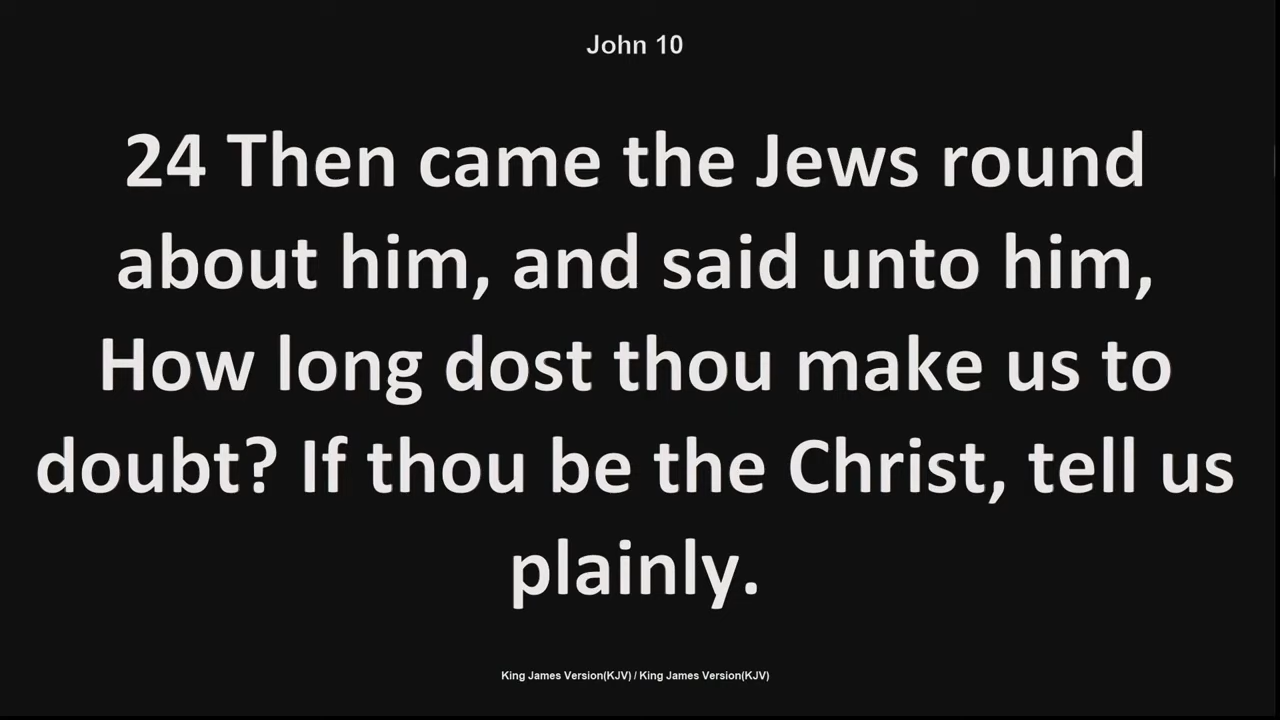 John 10
24 Then came the Jews round
about him, and said unto him,
How long dost thou make us to
doubt? If thou be the Christ, tell us
plainly.
King James Version(KJV) / King James Version(KJV)